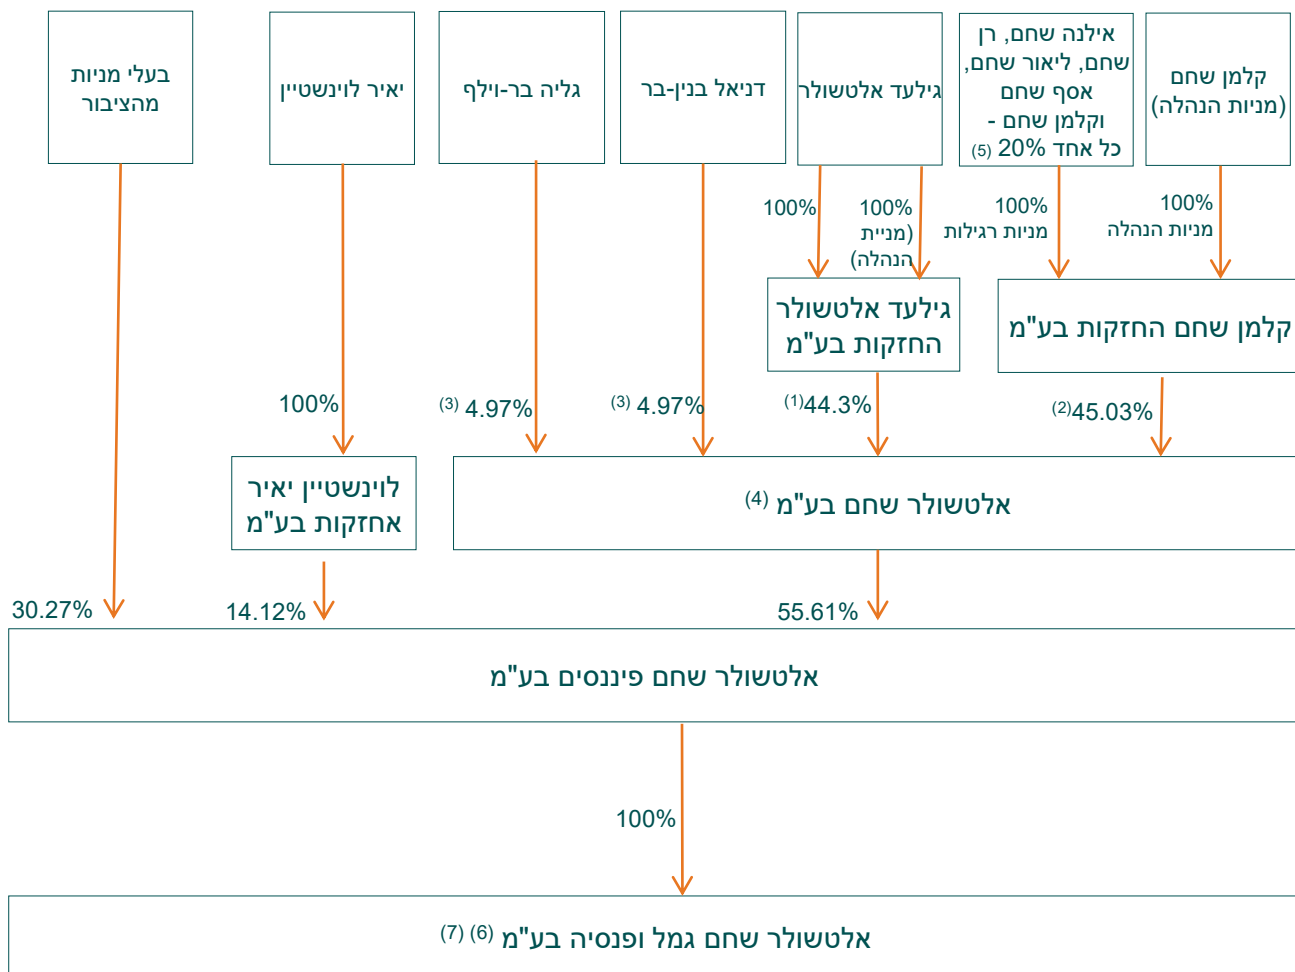 קלמן שחם
(מניות הנהלה)
אילנה שחם, רן
שחם, ליאור שחם,
אסף שחם
וקלמן שחם -
כל אחד 20% (5)
גילעד אלטשולר
דניאל בנין-בר
גליה בר-וילף
יאיר לוינשטיין
בעלי מניות
מהציבור
100%
מניות הנהלה
100%
מניות רגילות
100%
(מניית
הנהלה)
100%
קלמן שחם החזקות בע"מ
גילעד אלטשולר
החזקות בע"מ
45.03%(2)
44.3%(1)
4.97% (3)
4.97% (3)
100%
אלטשולר שחם בע"מ (4)
לוינשטיין יאיר
אחזקות בע"מ
55.61%
14.12%
30.27%
אלטשולר שחם פיננסים בע"מ
100%
אלטשולר שחם גמל ופנסיה בע"מ (6) (7)